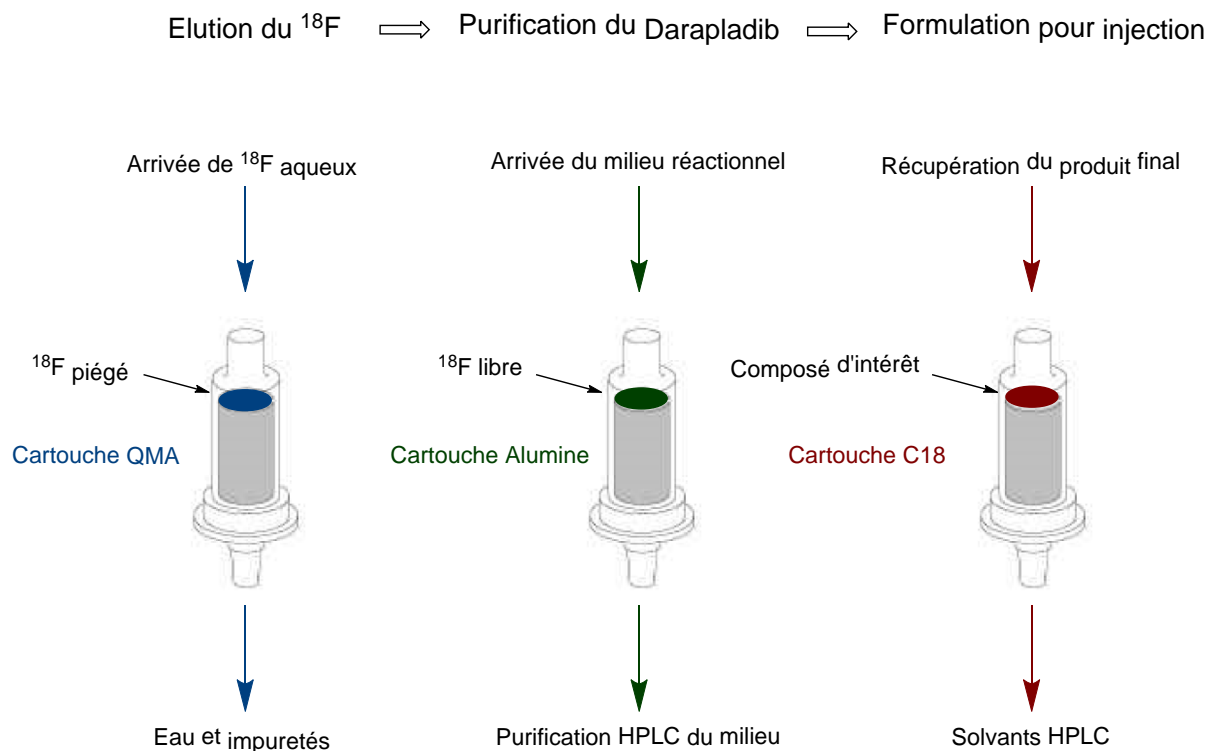 Elution du ¹⁸F ⇒ Purification du Darapladib ⇒ Formulation pour injection
Arrivée de ¹⁸F aqueux
Arrivée du milieu réactionnel
Récupération du produit final
¹⁸F piégé
¹⁸F libre
Composé d'intérêt
Cartouche QMA
Cartouche Alumine
Cartouche C18
Eau et impuretés
Purification HPLC du milieu
Solvants HPLC